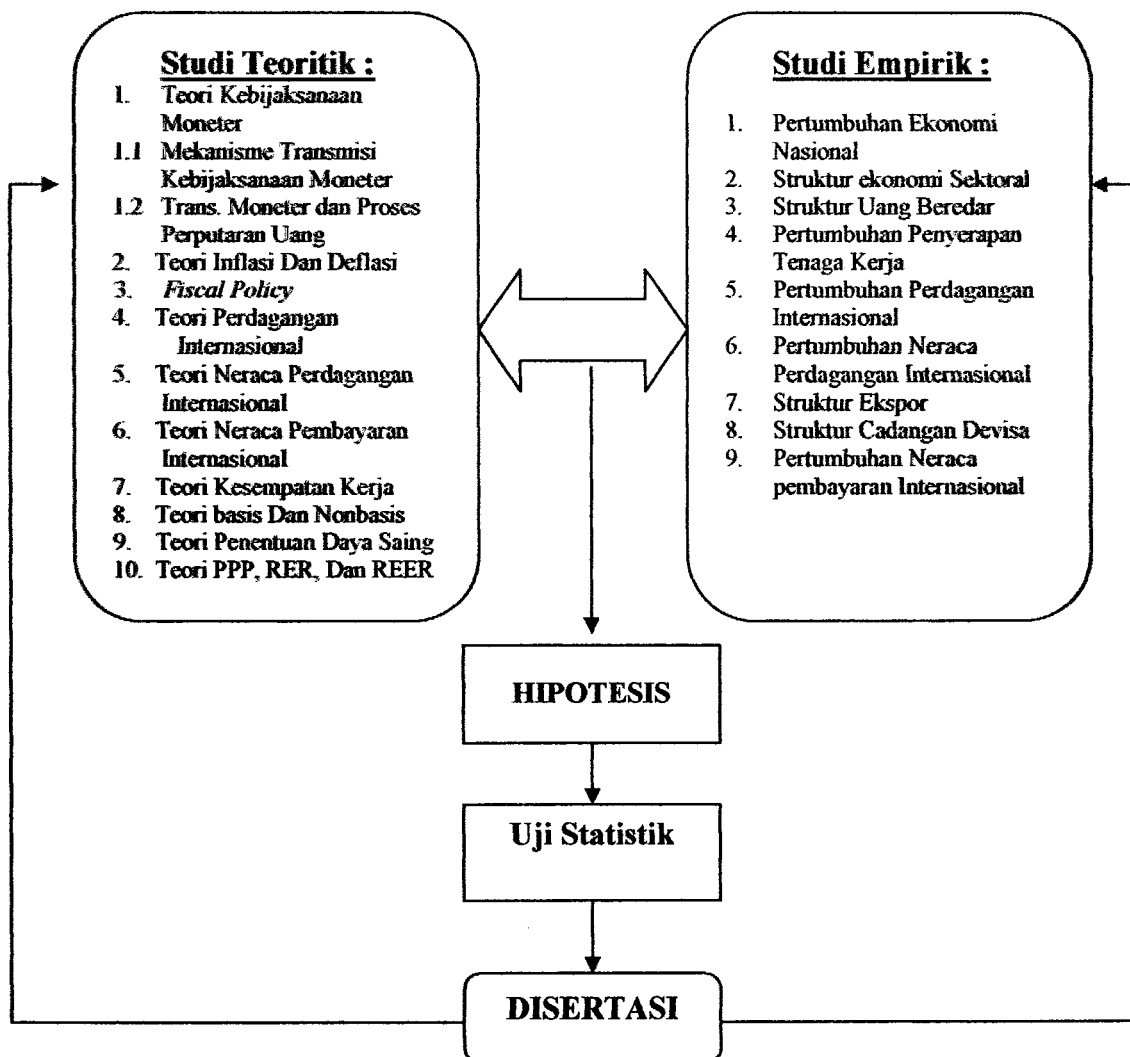 Studi Teoritik :
1. Teori Kebijaksanaan
Moneter
1.1 Mekanisme Transmisi
Kebijaksanaan Moneter
1.2 Trans. Moneter dan Proses
Perputaran Uang
2. Teori Inflasi Dan Deflasi
3. Fiscal Policy
4. Teori Perdagangan
Internasional
5. Teori Neraca Perdagangan
Internasional
6. Teori Neraca Pembayaran
Internasional
7. Teori Kesempatan Kerja
8. Teori basis Dan Nonbasis
9. Teori Penentuan Daya Saing
10. Teori PPP, RER, Dan REER
Studi Empirik :
1. Pertumbuhan Ekonomi
Nasional
2. Struktur ekonomi Sektoral
3. Struktur Uang Beredar
4. Pertumbuhan Penyerapan
Tenaga Kerja
5. Pertumbuhan Perdagangan
Internasional
6. Pertumbuhan Neraca
Perdagangan Internasional
7. Struktur Ekspor
8. Struktur Cadangan Devisa
9. Pertumbuhan Neraca
pembayaran Internasional
HIPOTESIS
Uji Statistik
DISERTASI